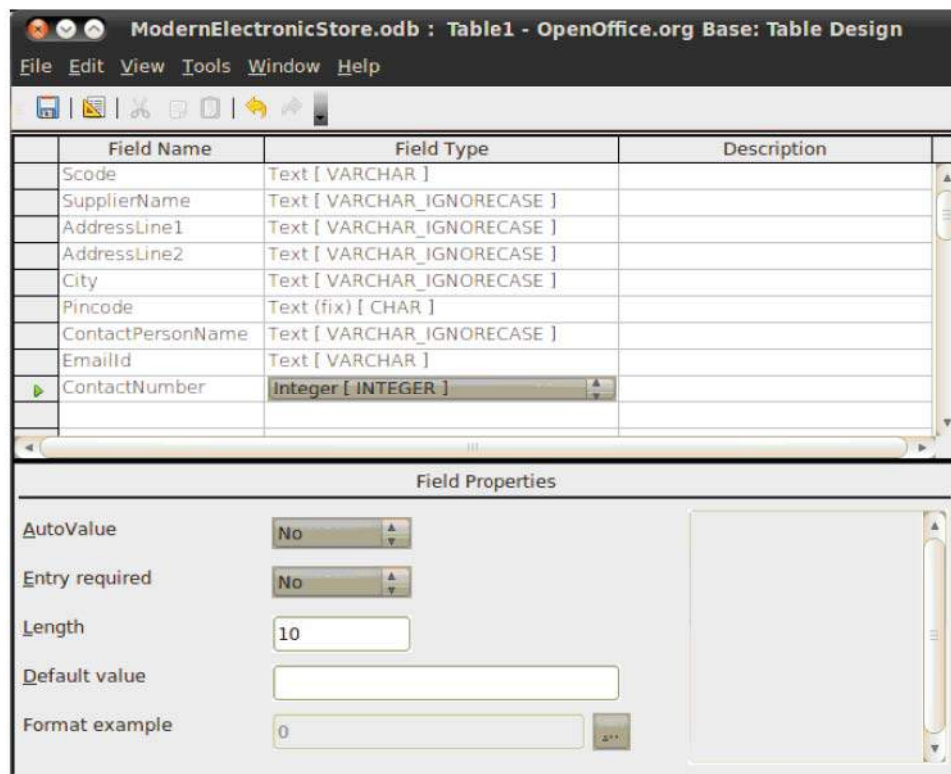 ModernElectronicStore.odb : Table1 - OpenOffice.org Base: Table Design
File Edit View Tools Window Help
Field Name Field Type Description
Scode Text [ VARCHAR ]
SupplierName Text [ VARCHAR_IGNORECASE ]
AddressLine1 Text [ VARCHAR_IGNORECASE ]
AddressLine2 Text [ VARCHAR_IGNORECASE ]
City Text [ VARCHAR_IGNORECASE ]
Pincode Text (fix) [ CHAR ]
ContactPersonName Text [ VARCHAR_IGNORECASE ]
EmailId Text [ VARCHAR ]
ContactNumber Integer [ INTEGER ]
Field Properties
AutoValue No
Entry required No
Length 10
Default value
Format example 0 ...